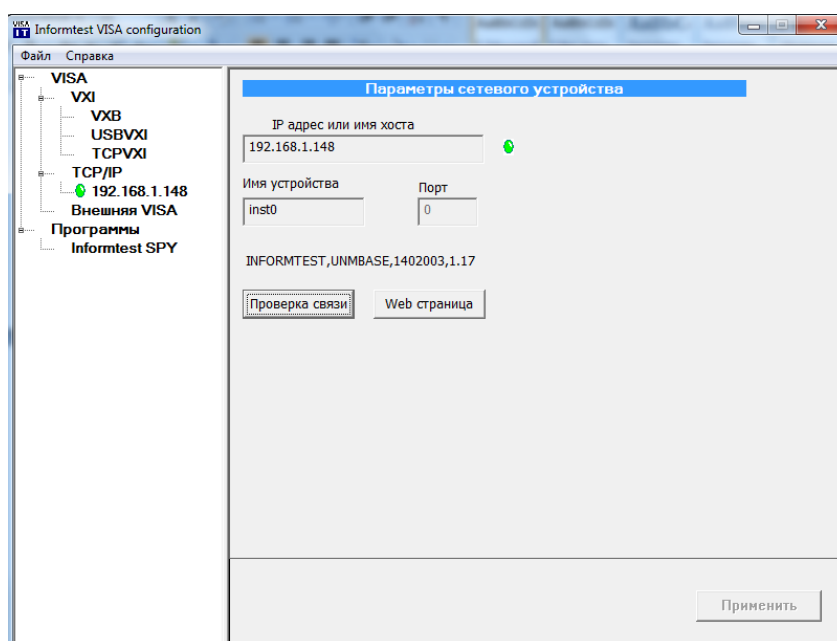 VISA
IT
Informtest VISA configuration
Файл Справка
VISA
VXI
VXB
USBVXI
TCPVXI
TCP/IP
192.168.1.148
Внешняя VISA
Программы
Informtest SPY
Параметры сетевого устройства
IP адрес или имя хоста
192.168.1.148
Имя устройства Порт
inst0 0
INFORMTEST,UNMBASE,1402003,1.17
Проверка связи Web страница
Применить